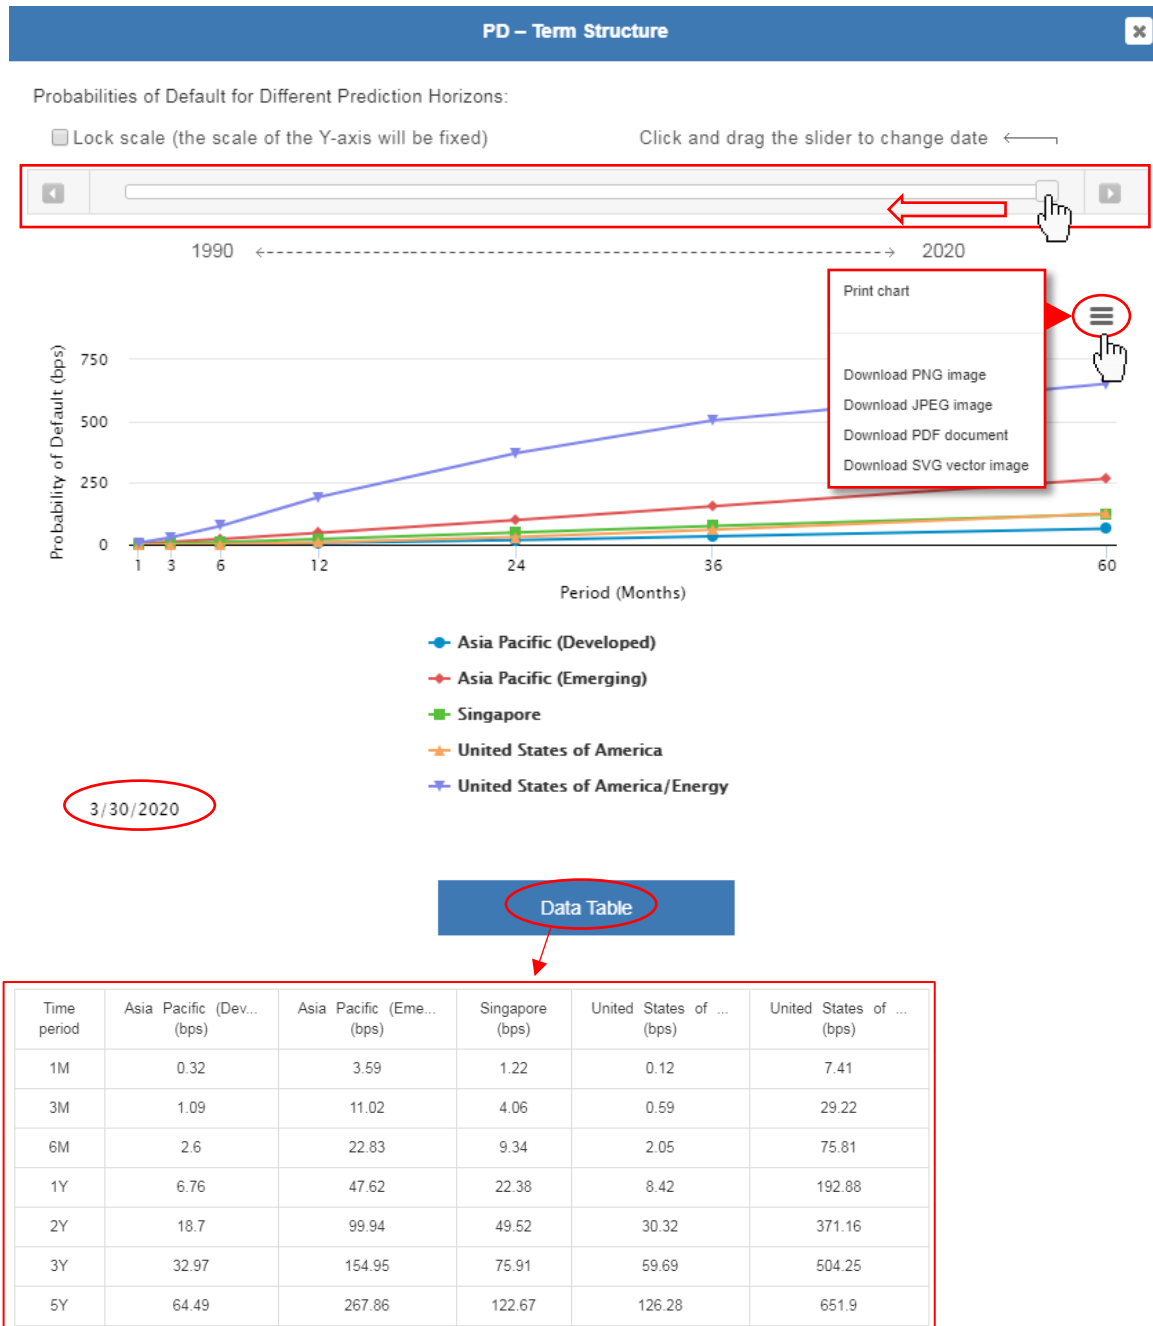 PD – Term Structure
Probabilities of Default for Different Prediction Horizons:
Lock scale (the scale of the Y-axis will be fixed)
Click and drag the slider to change date
1990
2020
Print chart
Download PNG image
Download JPEG image
Download PDF document
Download SVG vector image
Probability of Default (bps)
750
500
250
0
1 3 6 12 24 36 60
Period (Months)
Asia Pacific (Developed)
Asia Pacific (Emerging)
Singapore
United States of America
United States of America/Energy
3/30/2020
Data Table
Time period Asia Pacific (Dev... (bps) Asia Pacific (Eme... (bps) Singapore (bps) United States of ... (bps) United States of ... (bps)
1M 0.32 3.59 1.22 0.12 7.41
3M 1.09 11.02 4.06 0.59 29.22
6M 2.6 22.83 9.34 2.05 75.81
1Y 6.76 47.62 22.38 8.42 192.88
2Y 18.7 99.94 49.52 30.32 371.16
3Y 32.97 154.95 75.91 59.69 504.25
5Y 64.49 267.86 122.67 126.28 651.9